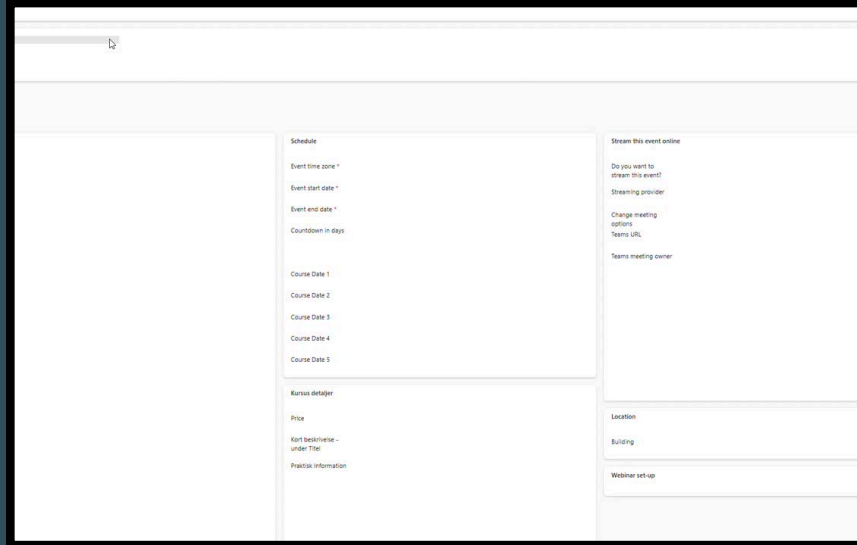 Schedule
Event time zone *
Event start date *
Event end date *
Countdown in days
Course Date 1
Course Date 2
Course Date 3
Course Date 4
Course Date 5
Kursus detaljer
Price
Kort beskrivelse -
under Titel
Praktisk information
Stream this event online
Do you want to
stream this event?
Streaming provider
Change meeting
options
Teams URL
Teams meeting owner
Location
Building
Webinar set-up